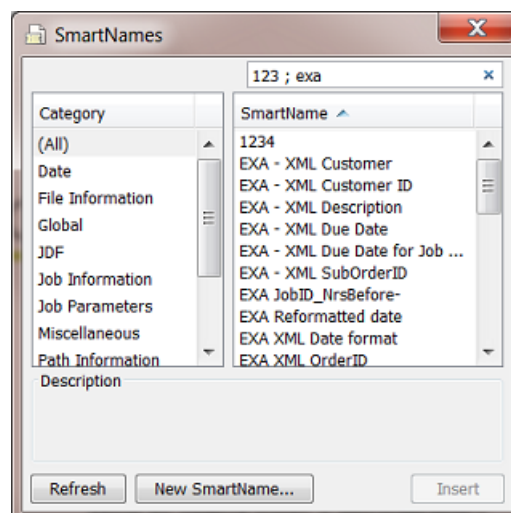 SmartNames
123 ; exa
Category
(All)
Date
File Information
Global
JDF
Job Information
Job Parameters
Miscellaneous
Path Information
SmartName
1234
EXA - XML Customer
EXA - XML Customer ID
EXA - XML Description
EXA - XML Due Date
EXA - XML Due Date for Job ...
EXA - XML SubOrderID
EXA JobID_NrsBefore-
EXA Reformatted date
EXA XML Date format
EXA XML OrderID
Description
Refresh
New SmartName...
Insert